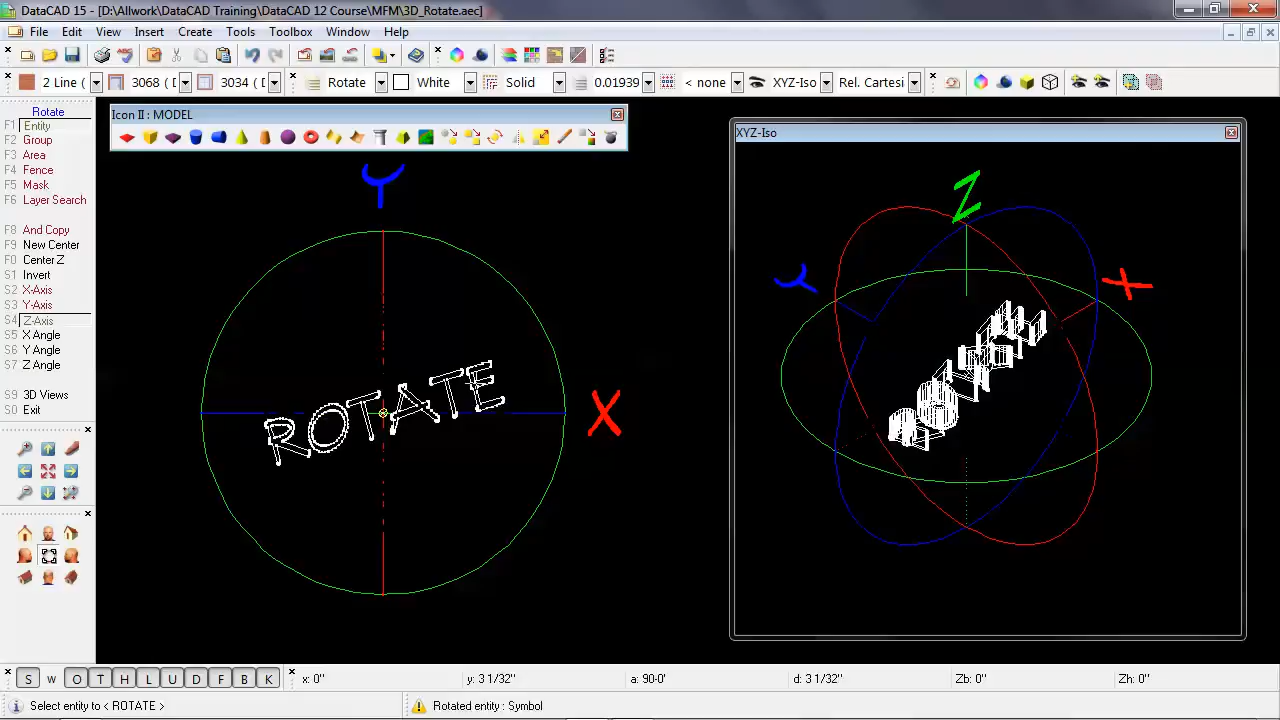 DataCAD 15 - [D:\Allwork\DataCAD Training\DataCAD 12 Course\MFM\3D_Rotate.aec]
File Edit View Insert Create Tools Toolbox Window Help
2 Line ( 3068 ( [ 3034 ( [ Rotate White Solid 0.01939 < none XYZ-Iso Rel. Cartesi
Rotate
F1 Entity
F2 Group
F3 Area
F4 Fence
F5 Mask
F6 Layer Search
F8 And Copy
F9 New Center
F0 Center Z
S1 Invert
S2 X-Axis
S3 Y-Axis
S4 Z-Axis
S5 X Angle
S6 Y Angle
S7 Z Angle
S9 3D Views
S0 Exit
Icon II : MODEL
Y
X
ROTATE
XYZ-Iso
Z
Y
X
S W O T H L U D F B K x: 0" y: 3 1/32" a: 90-0' d: 3 1/32" Zb: 0" Zh: 0"
Select entity to < ROTATE > Rotated entity : Symbol